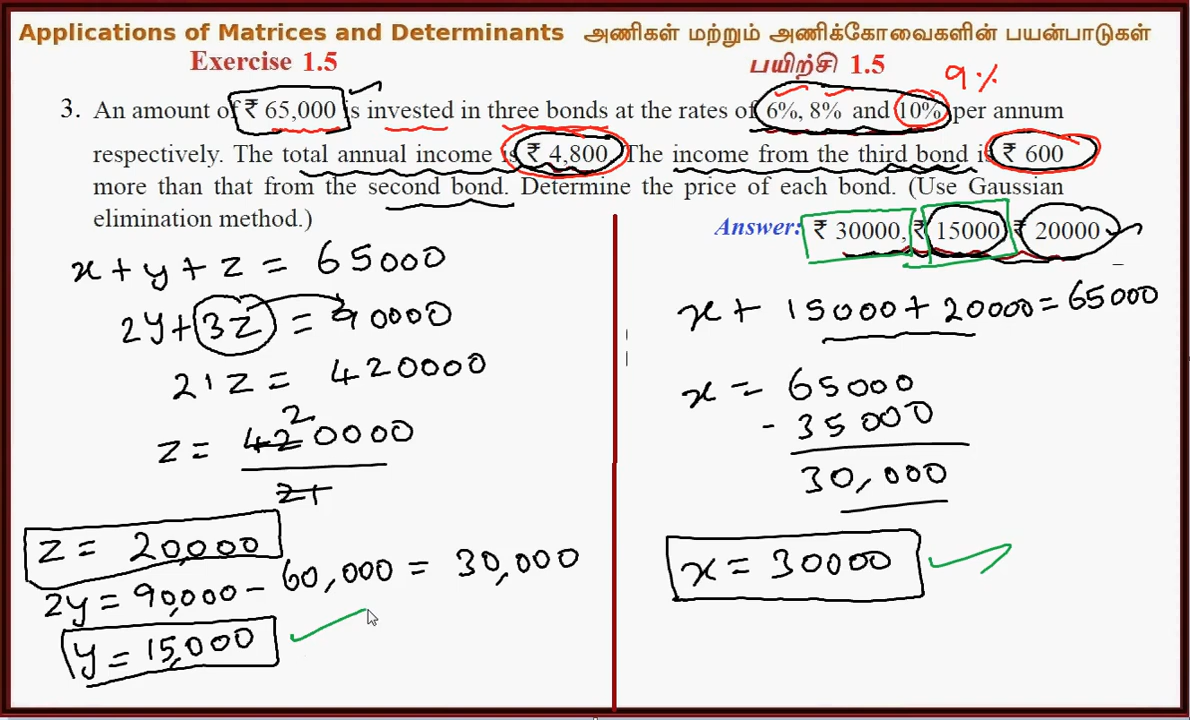 Applications of Matrices and Determinants அணிகள் மற்றும் அணிக்கோவைகளின் பயன்பாடுகள்
Exercise 1.5 பயிற்சி 1.5
9%
3. An amount of ₹ 65,000 is invested in three bonds at the rates of 6%, 8% and 10% per annum
respectively. The total annual income is ₹ 4,800 The income from the third bond is ₹ 600
more than that from the second bond. Determine the price of each bond. (Use Gaussian
elimination method.)
Answer: ₹ 30000, ₹ 15000 ₹ 20000
x + y + z = 65000
2y + 3z = 90000
21z = 420000
2
z = 420000
21
z = 20,000
2y = 90,000 - 60,000 = 30,000
y = 15,000
x + 15000 + 20000 = 65000
x = 65000
- 35000
30,000
x = 30000